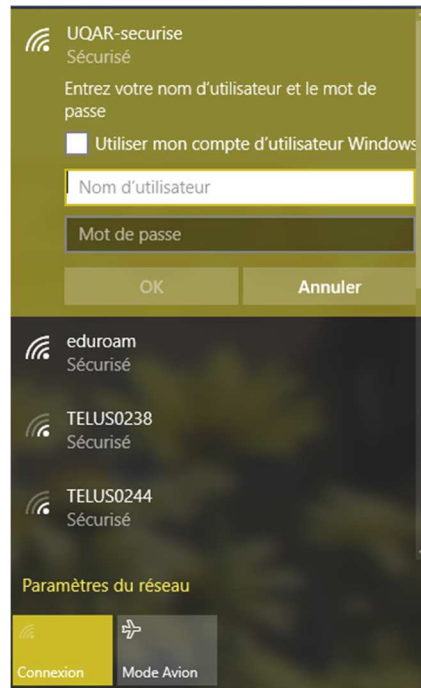 UQAR-securise
Sécurisé
Entrez votre nom d'utilisateur et le mot de
passe
Utiliser mon compte d'utilisateur Windows
Nom d'utilisateur
Mot de passe
OK
Annuler
eduroam
Sécurisé
TELUS0238
Sécurisé
TELUS0244
Sécurisé
Paramètres du réseau
Connexion
Mode Avion